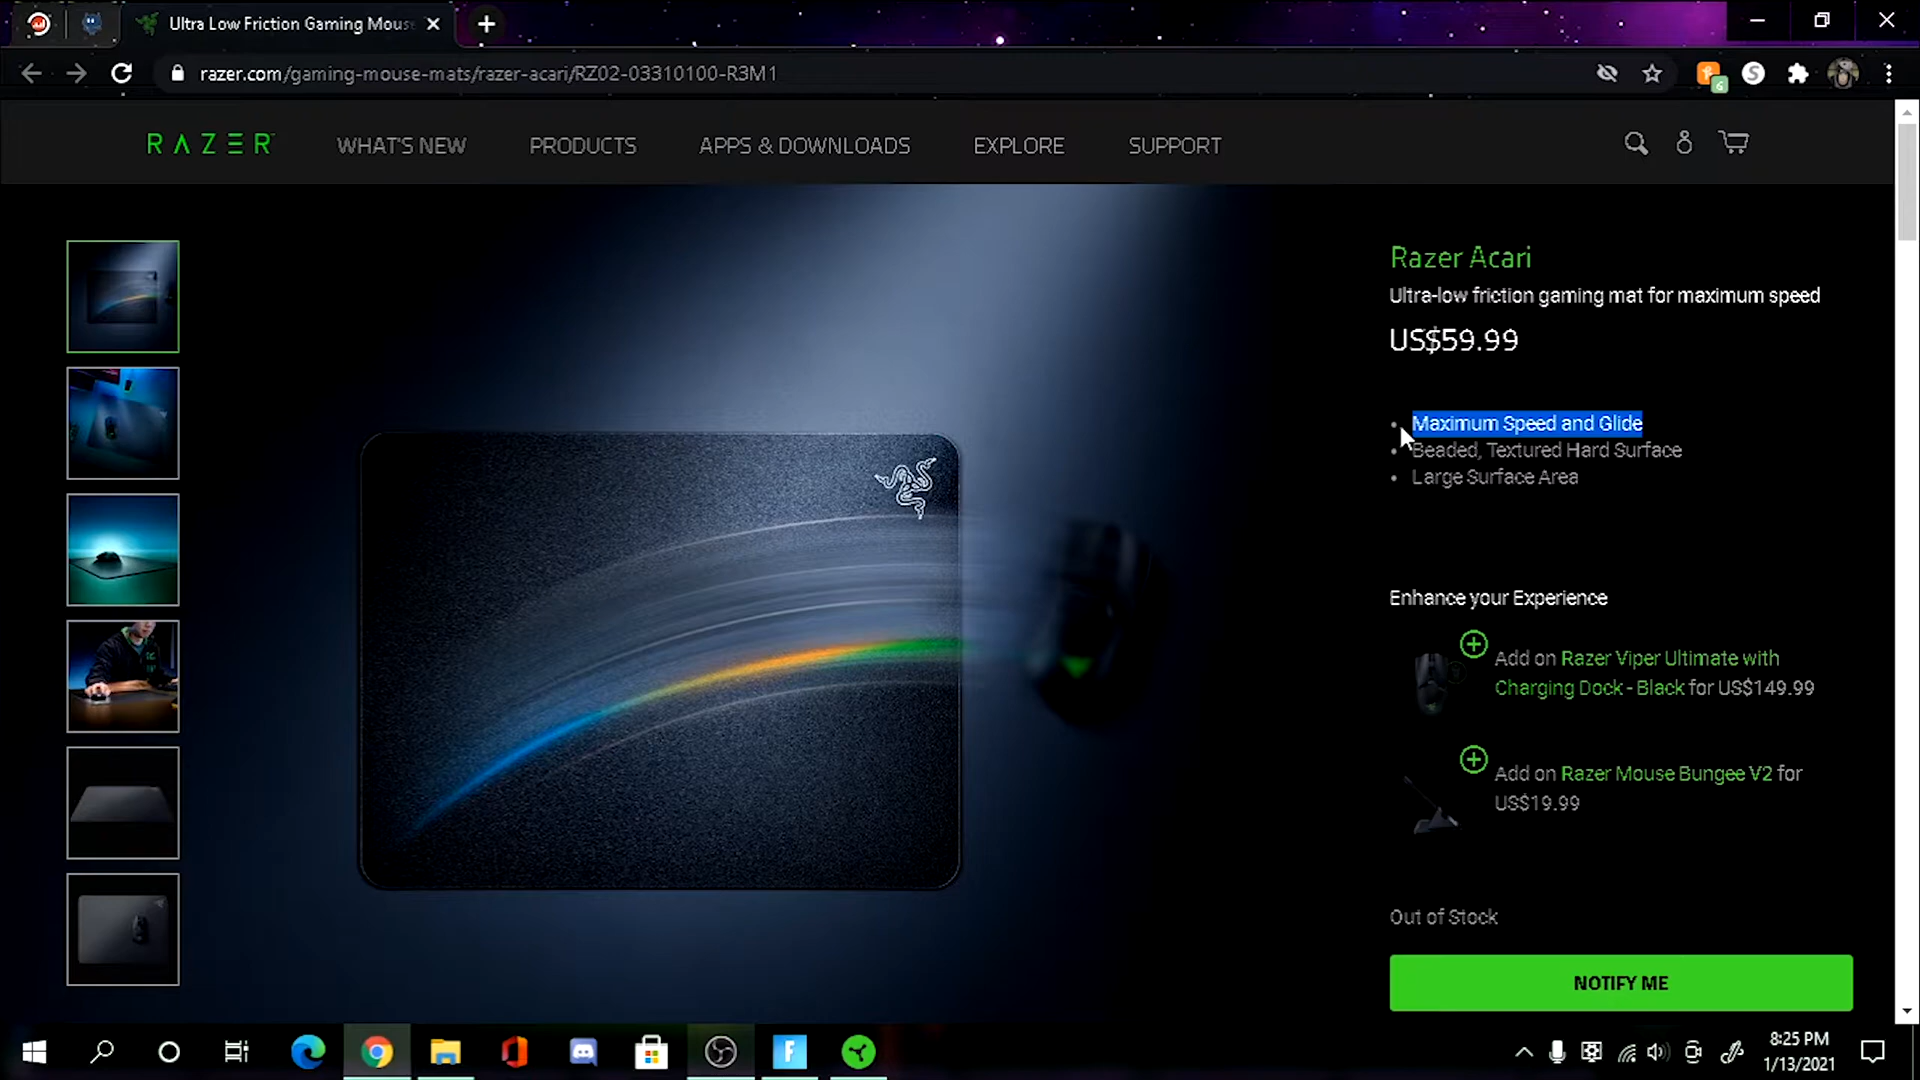 Ultra Low Friction Gaming Mous
razer.com/gaming-mouse-mats/razer-acari/RZ02-03310100-R3M1
6
RAZER
WHAT'S NEW
PRODUCTS
APPS & DOWNLOADS
EXPLORE
SUPPORT
Razer Acari
Ultra-low friction gaming mat for maximum speed
US$59.99
Maximum Speed and Glide
Beaded, Textured Hard Surface
Large Surface Area
Enhance your Experience
Add on Razer Viper Ultimate with
Charging Dock - Black for US$149.99
Add on Razer Mouse Bungee V2 for
US$19.99
Out of Stock
NOTIFY ME
8:25 PM
1/13/2021